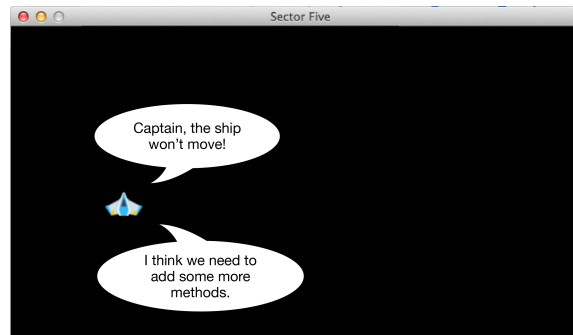 Sector Five
Captain, the ship
won't move!
I think we need to
add some more
methods.